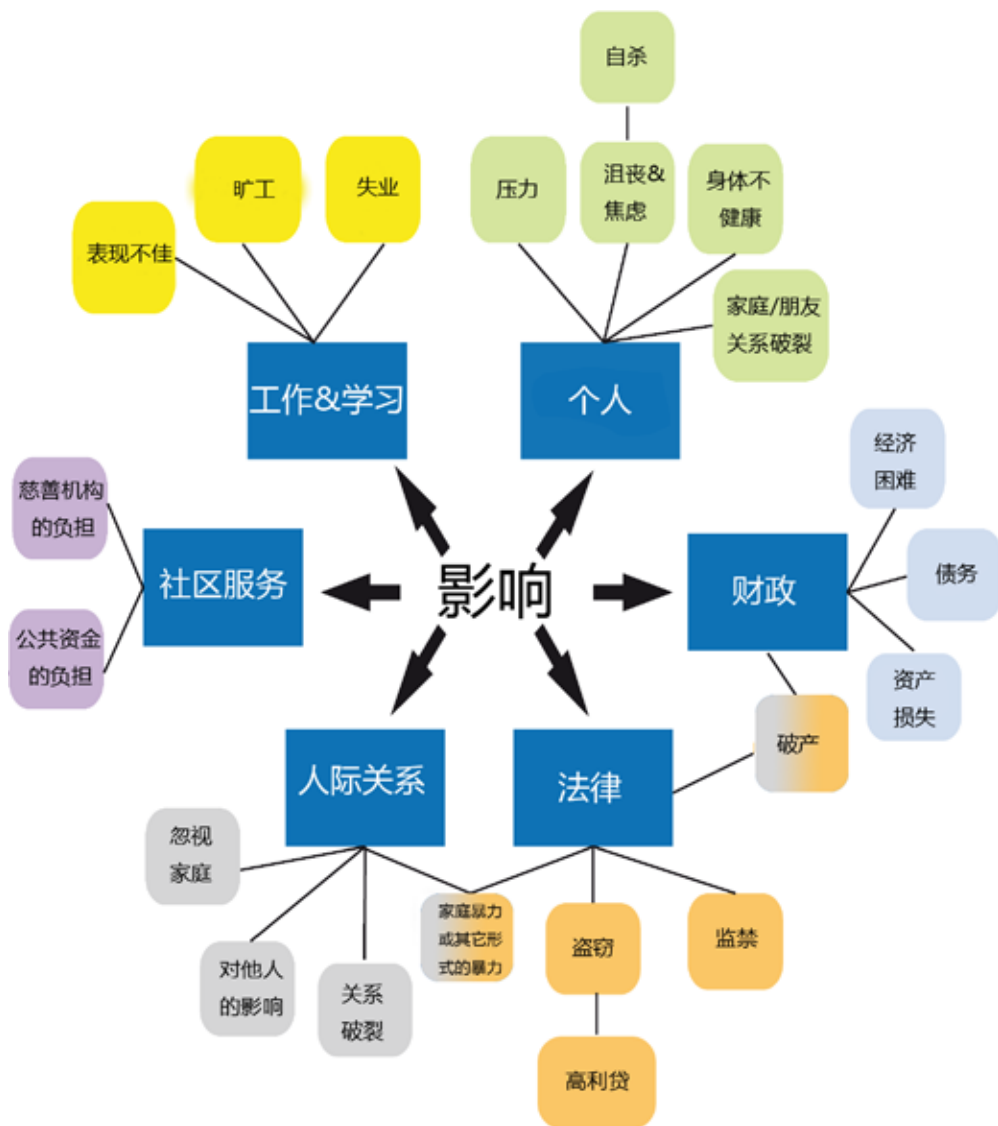 自杀
压力
沮丧&
焦虑
身体不
健康
家庭/朋友
关系破裂
旷工
失业
表现不佳
工作&学习
个人
经济
困难
慈善机构
的负担
社区服务
影响
财政
债务
公共资金
的负担
资产
损失
破产
人际关系
法律
忽视
家庭
家庭暴力
或其它形
式的暴力
盗窃
监禁
对他人
的影响
关系
破裂
高利贷